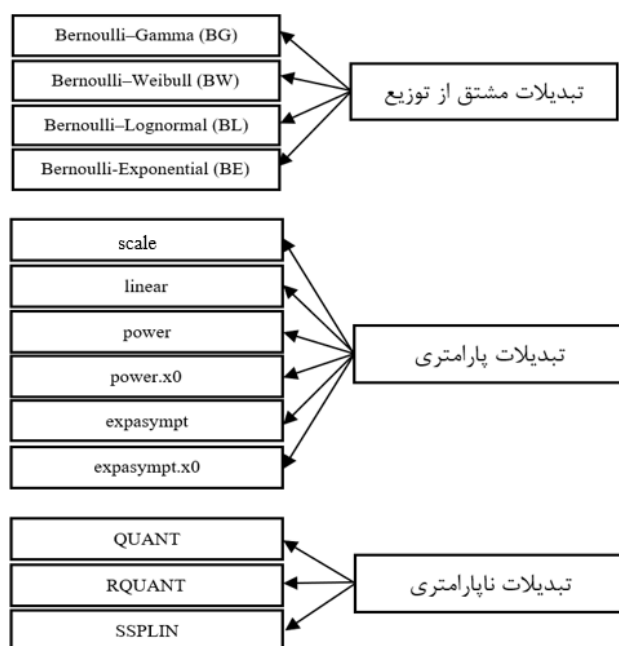 Bernoulli–Gamma (BG)
Bernoulli–Weibull (BW)
Bernoulli–Lognormal (BL)
Bernoulli-Exponential (BE)
تبدیلات مشتق از توزیع
scale
linear
power
power.x0
expasympt
expasympt.x0
تبدیلات پارامتری
QUANT
RQUANT
SSPLIN
تبدیلات ناپارامتری